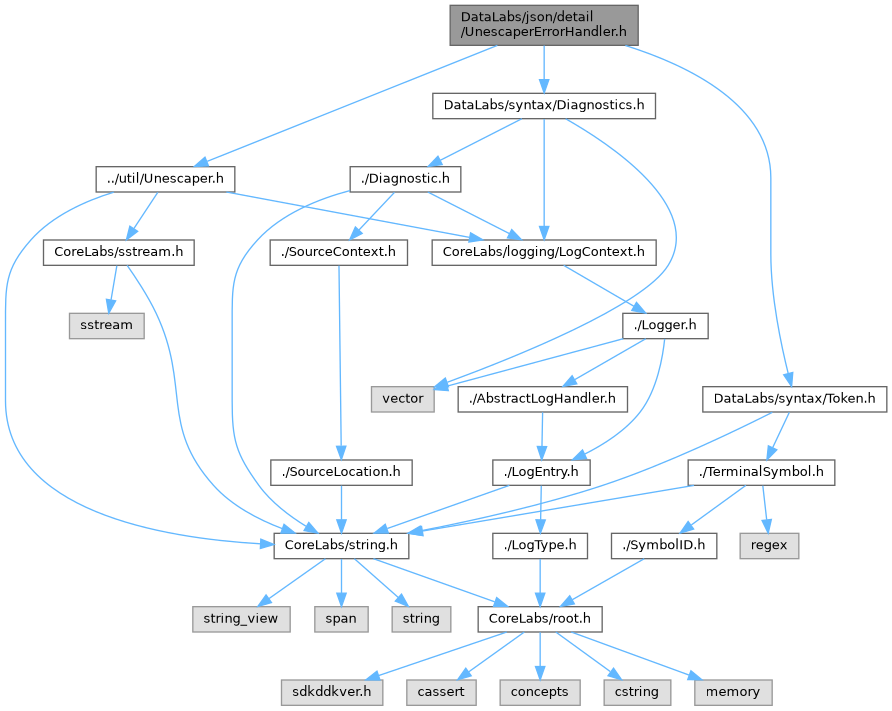 DataLabs/json/detail
/UnescaperErrorHandler.h
DataLabs/syntax/Diagnostics.h
../util/Unescaper.h
./Diagnostic.h
CoreLabs/sstream.h
./SourceContext.h
CoreLabs/logging/LogContext.h
sstream
./Logger.h
vector
./AbstractLogHandler.h
DataLabs/syntax/Token.h
./SourceLocation.h
./LogEntry.h
./TerminalSymbol.h
CoreLabs/string.h
./LogType.h
./SymbolID.h
regex
string_view
span
string
CoreLabs/root.h
sdkddkver.h
cassert
concepts
cstring
memory